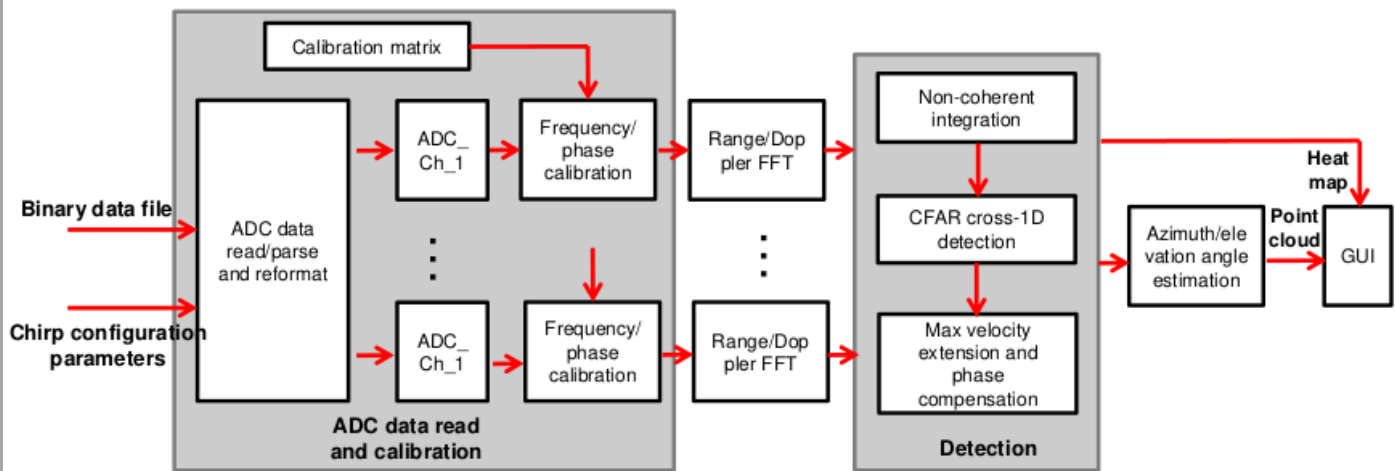 Calibration matrix
Binary data file
Chirp configuration
parameters
ADC data
read/parse
and reformat
ADC_
Ch_1
Frequency/
phase
calibration
Range/Dop
pler FFT
ADC_
Ch_1
Frequency/
phase
calibration
Range/Dop
pler FFT
ADC data read
and calibration
Non-coherent
integration
CFAR cross-1D
detection
Max velocity
extension and
phase
compensation
Detection
Azimuth/ele
vation angle
estimation
Heat
map
Point
cloud
GUI